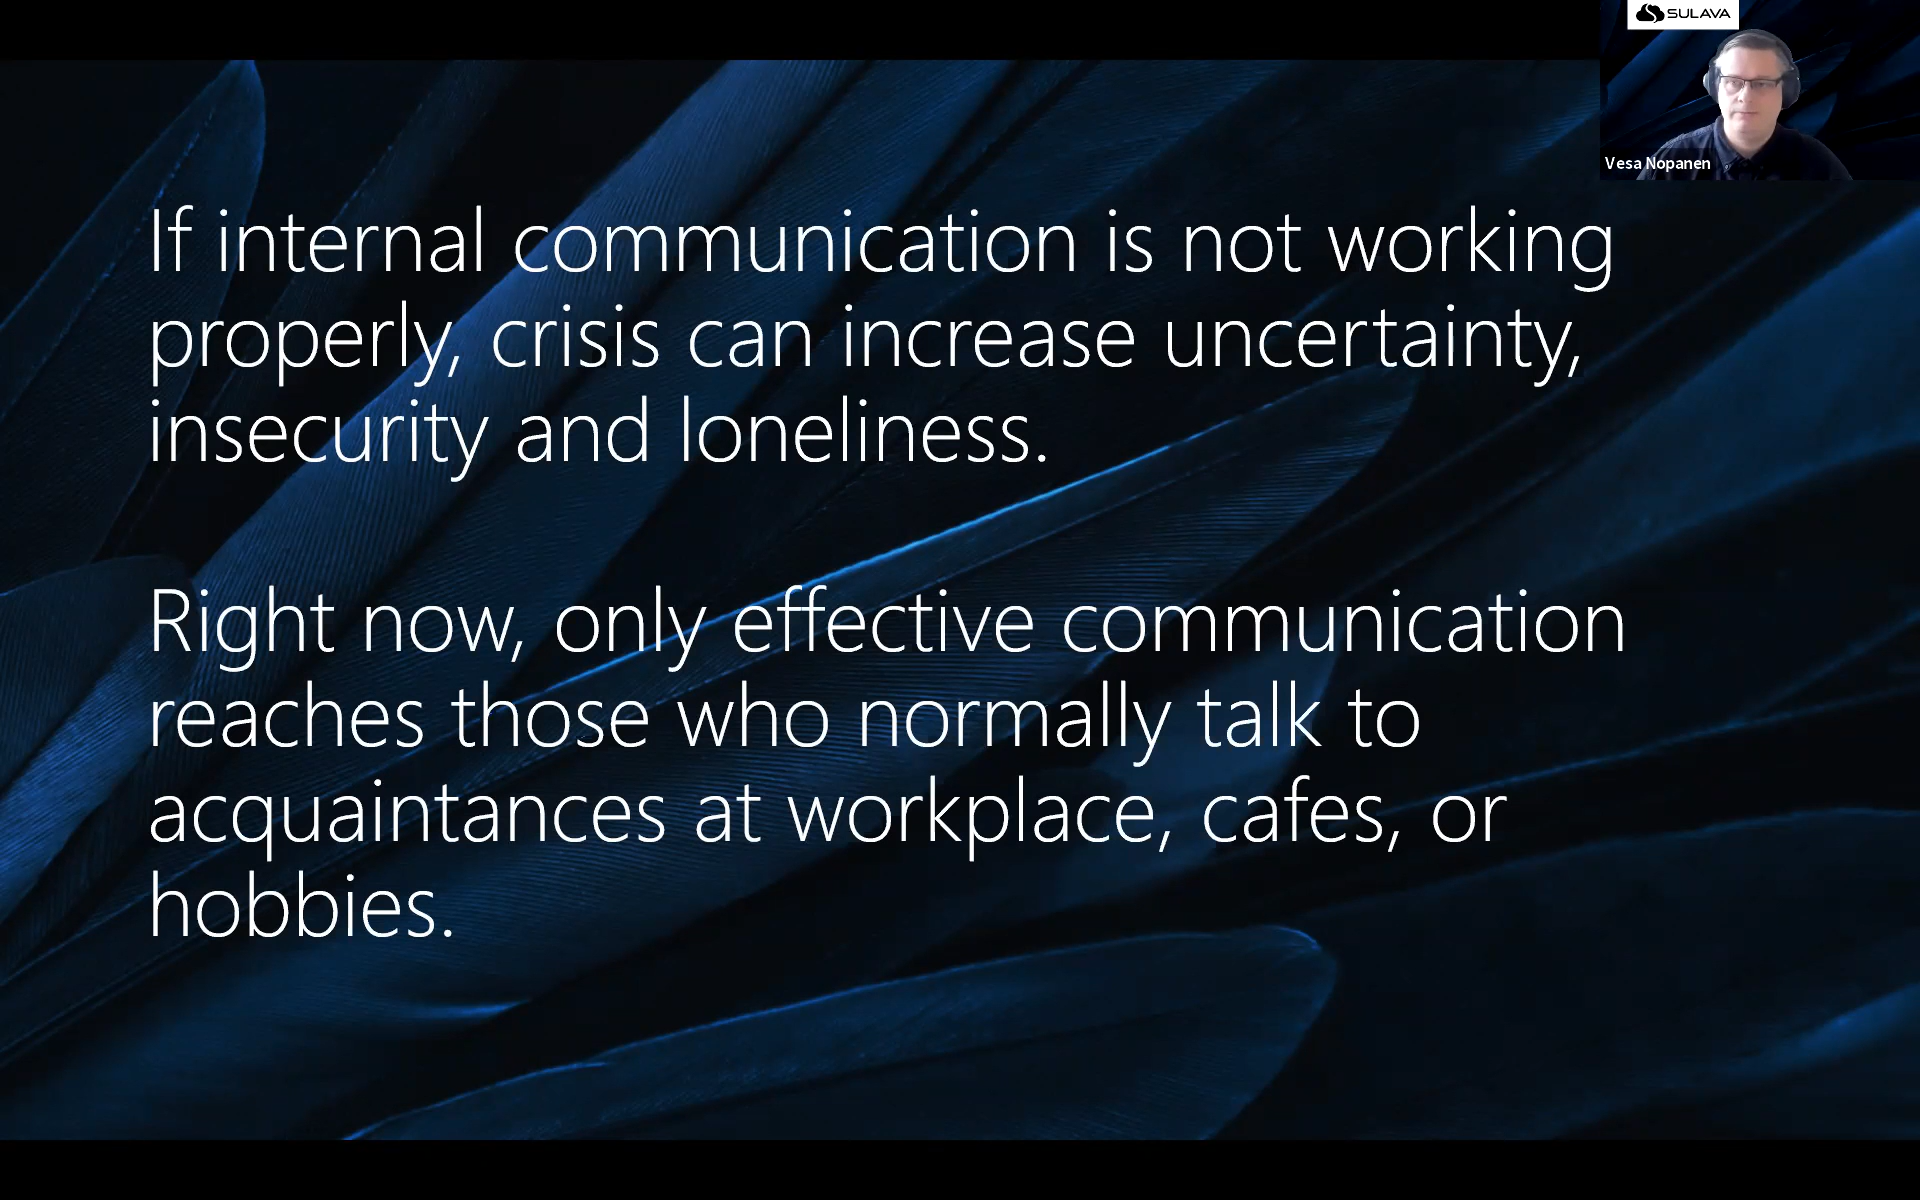 SULAVA
Vesa Nopanen
If internal communication is not working
properly, crisis can increase uncertainty,
insecurity and loneliness.
Right now, only effective communication
reaches those who normally talk to
acquaintances at workplace, cafes, or
hobbies.